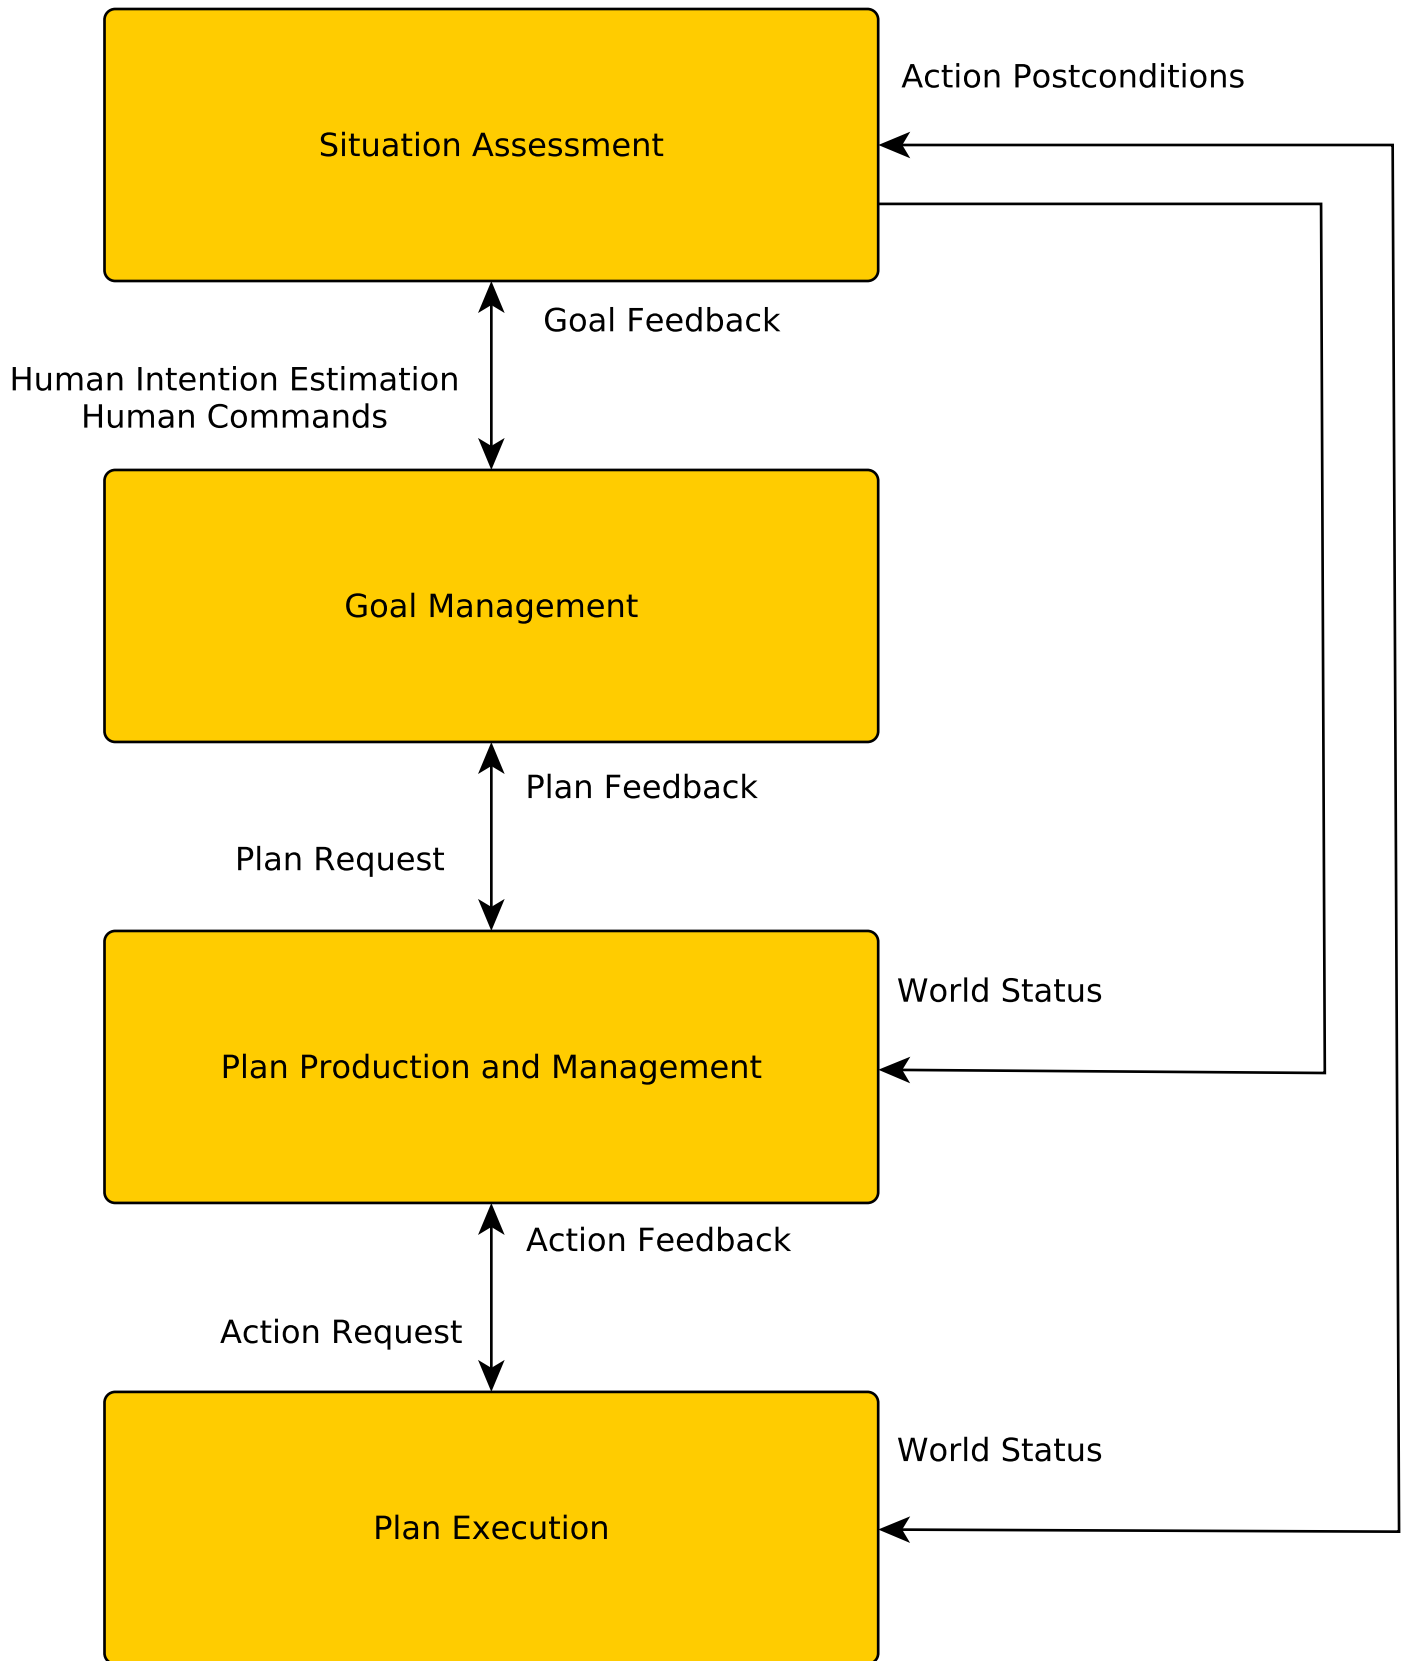 Action Postconditions
Situation Assessment
Goal Feedback
Human Intention Estimation
Human Commands
Goal Management
Plan Feedback
Plan Request
World Status
Plan Production and Management
Action Feedback
Action Request
World Status
Plan Execution